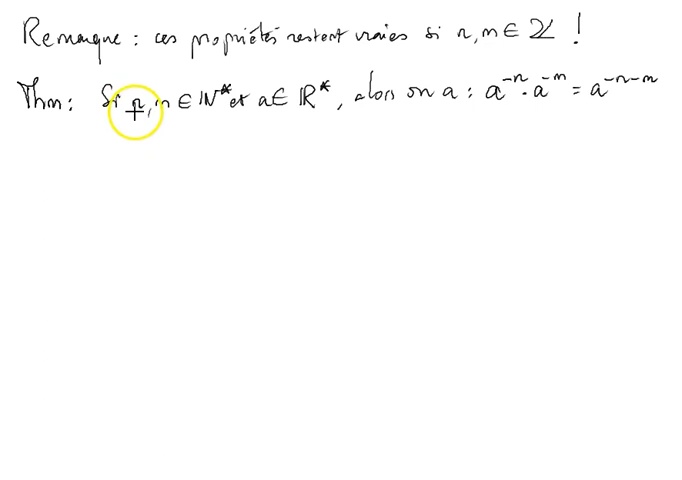 Remarque : ces propriétés restent vraies si n, m ∈ ℤ !
Thm : Si n, m ∈ ℕ* et a ∈ ℝ*, alors on a : a⁻ⁿ · a⁻ᵐ = a⁻ⁿ⁻ᵐ